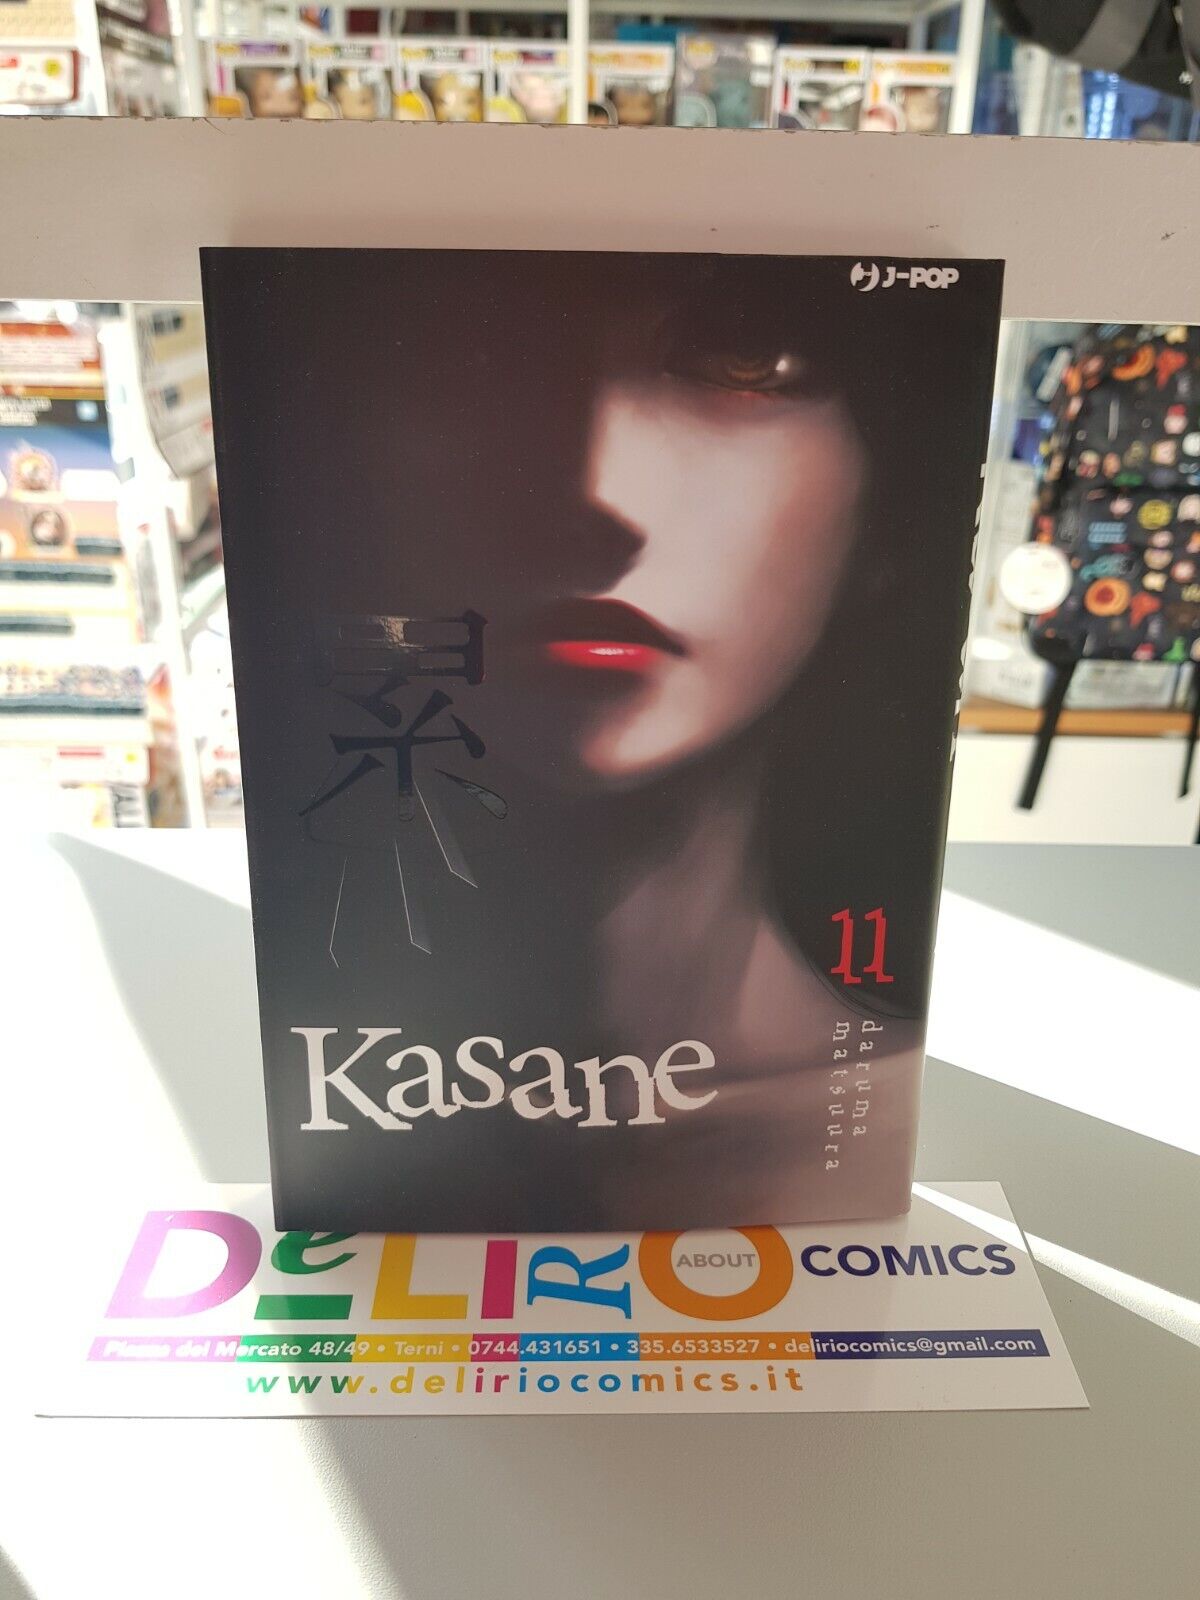 J-POP
累
11
daruma
matsuura
Kasane
DeLiRO
ABOUT
COMICS
Piazza del Mercato 48/49 • Terni • 0744.431651 • 335.6533527 • deliriocomics@gmail.com
www.deliriocomics.it